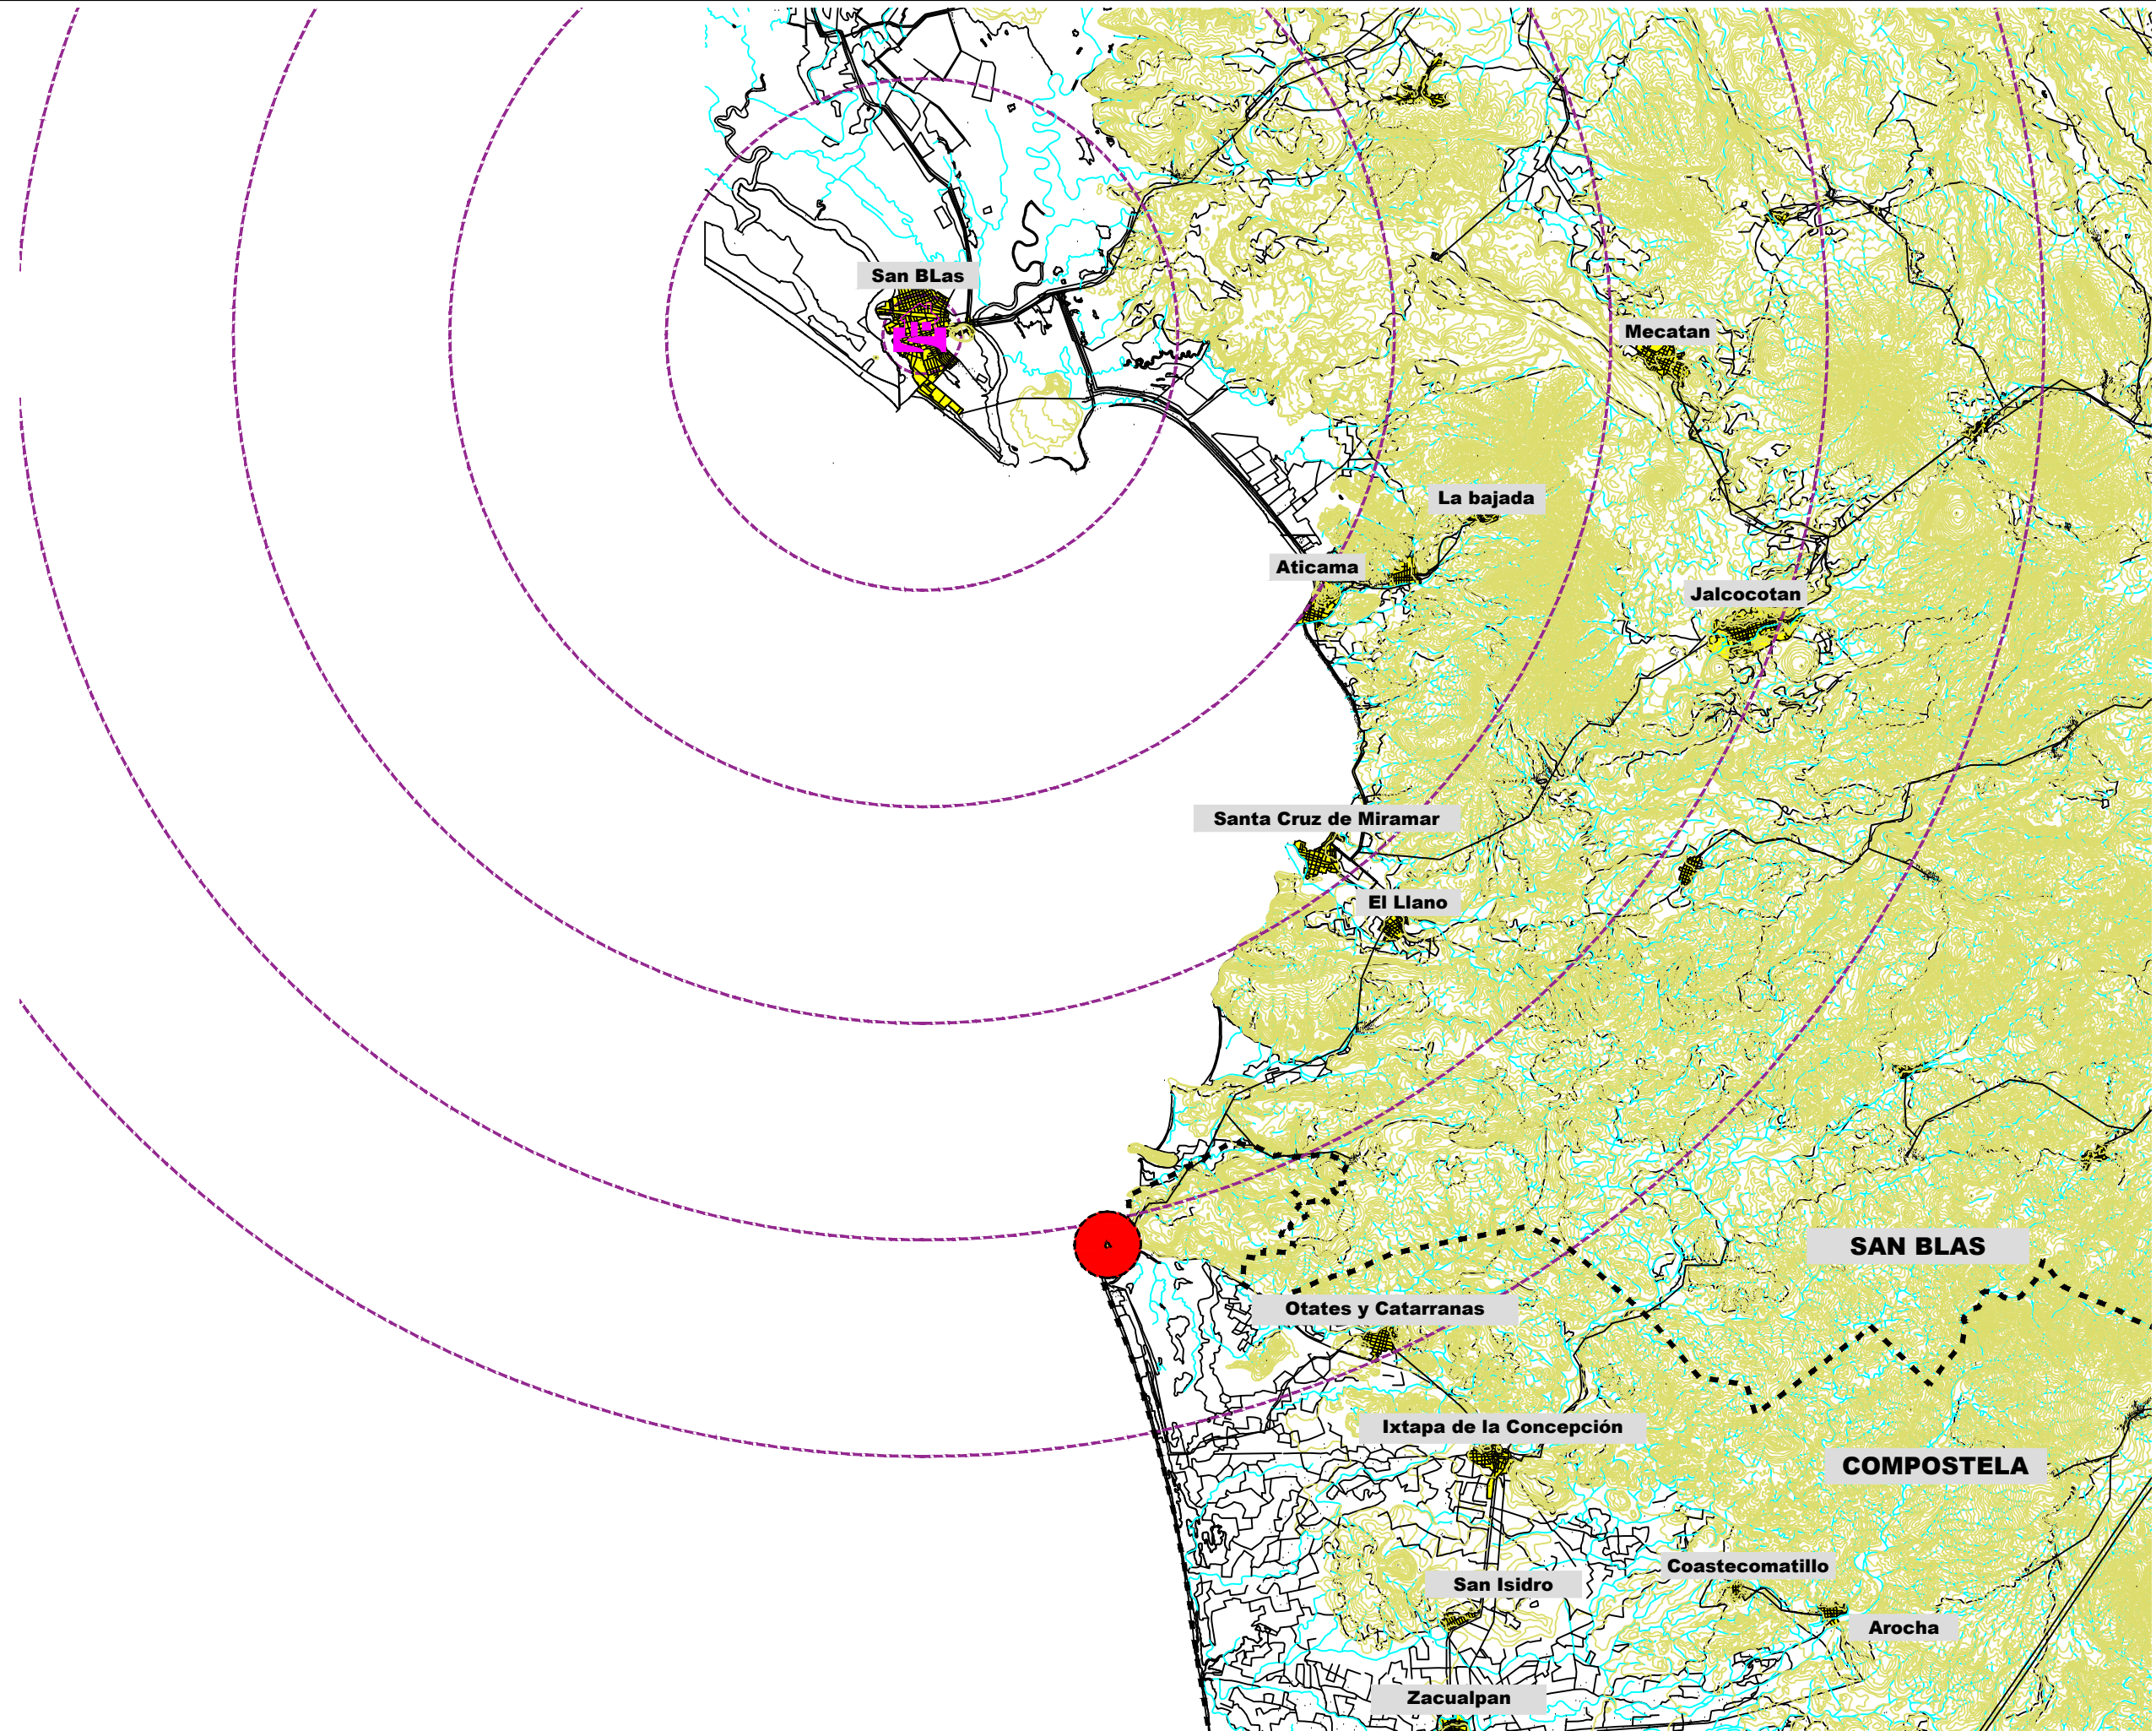 San BLas
Mecatan
La bajada
Aticama
Jalcocotan
Santa Cruz de Miramar
El Llano
SAN BLAS
Otates y Catarranas
Ixtapa de la Concepción
COMPOSTELA
Coastecomatillo
San Isidro
Arocha
Zacualpan